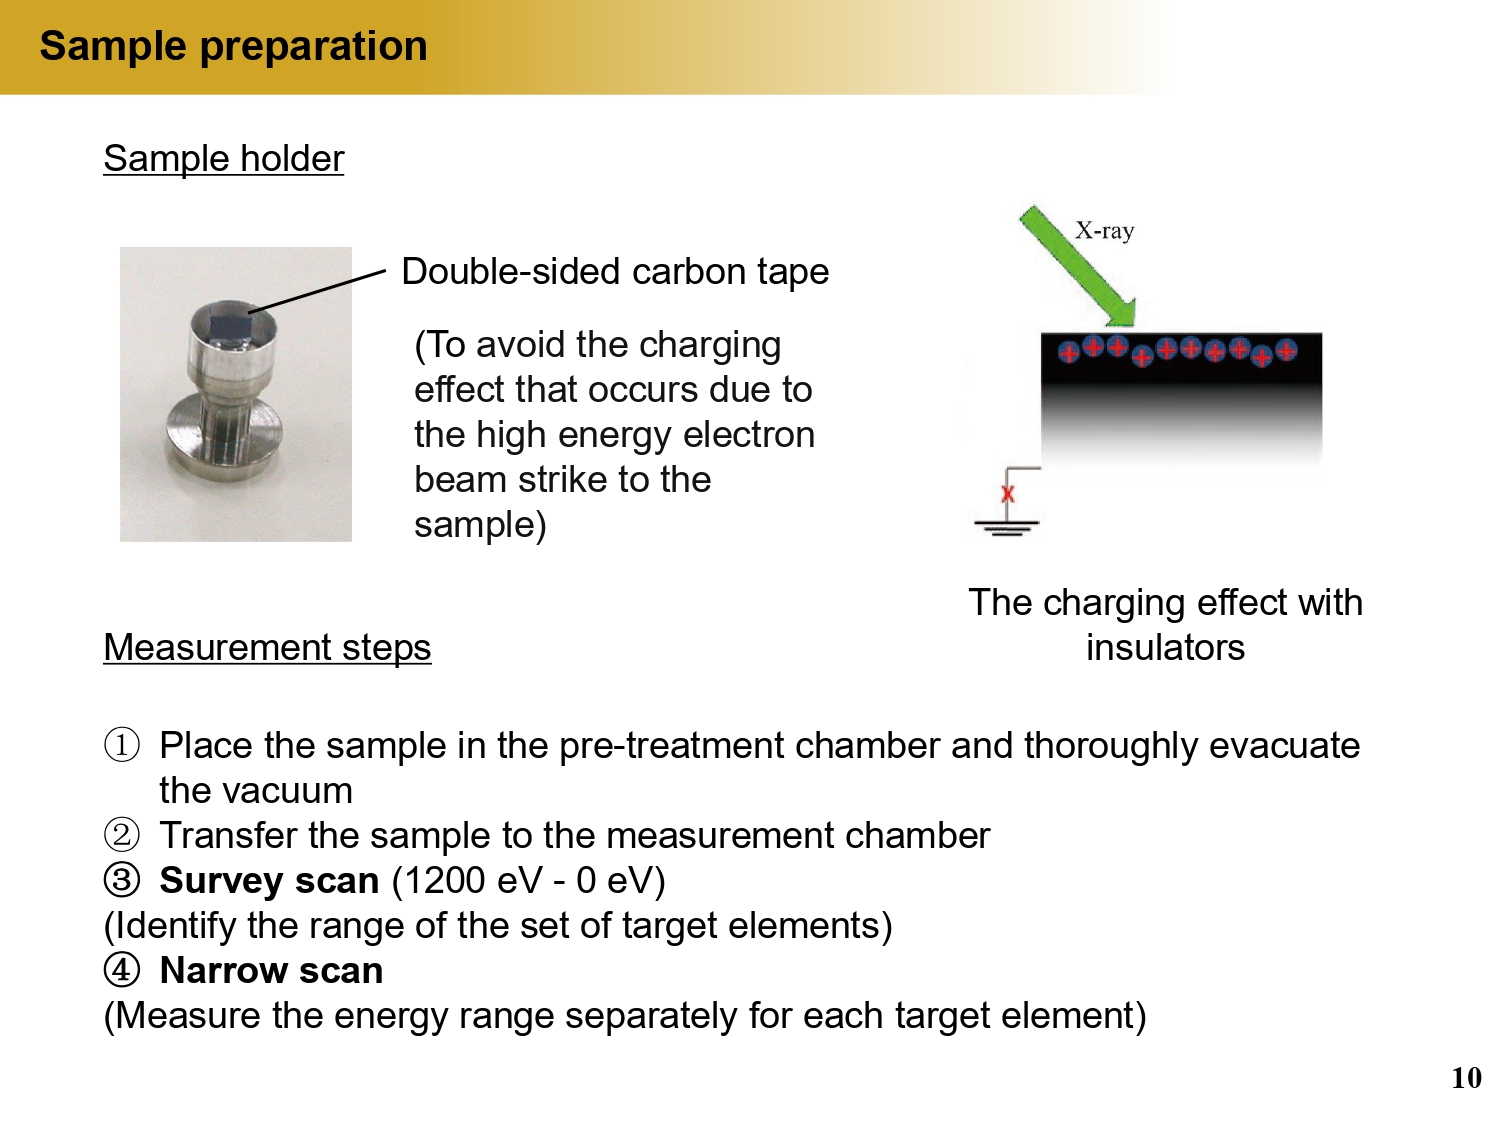 Sample preparation
Sample holder
Double-sided carbon tape
(To avoid the charging
effect that occurs due to
the high energy electron
beam strike to the
sample)
X-ray
X
The charging effect with
insulators
Measurement steps
① Place the sample in the pre-treatment chamber and thoroughly evacuate
the vacuum
② Transfer the sample to the measurement chamber
③ Survey scan (1200 eV - 0 eV)
(Identify the range of the set of target elements)
④ Narrow scan
(Measure the energy range separately for each target element)
10